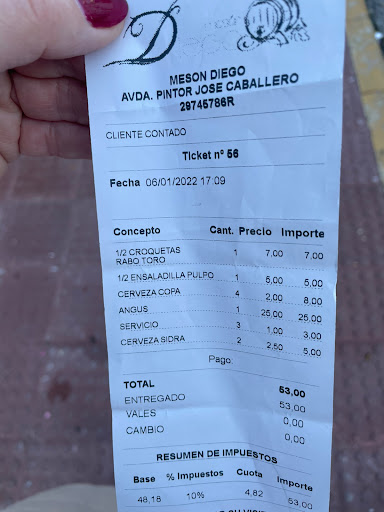 D
MESON DIEGO
AVDA. PINTOR JOSE CABALLERO
29745786R
CLIENTE CONTADO
Ticket nº 56
Fecha 06/01/2022 17:09
Concepto Cant. Precio Importe
1/2 CROQUETAS 1 7,00 7,00
RABO TORO
1/2 ENSALADILLA PULPO 1 5,00 5,00
CERVEZA COPA 4 2,00 8,00
ANGUS 1 25,00 25,00
SERVICIO 3 1,00 3,00
CERVEZA SIDRA 2 2,50 5,00
Pago:
TOTAL 53,00
ENTREGADO 53,00
VALES 0,00
CAMBIO 0,00
RESUMEN DE IMPUESTOS
Base % Impuestos Cuota Importe
48,18 10% 4,82 53,00